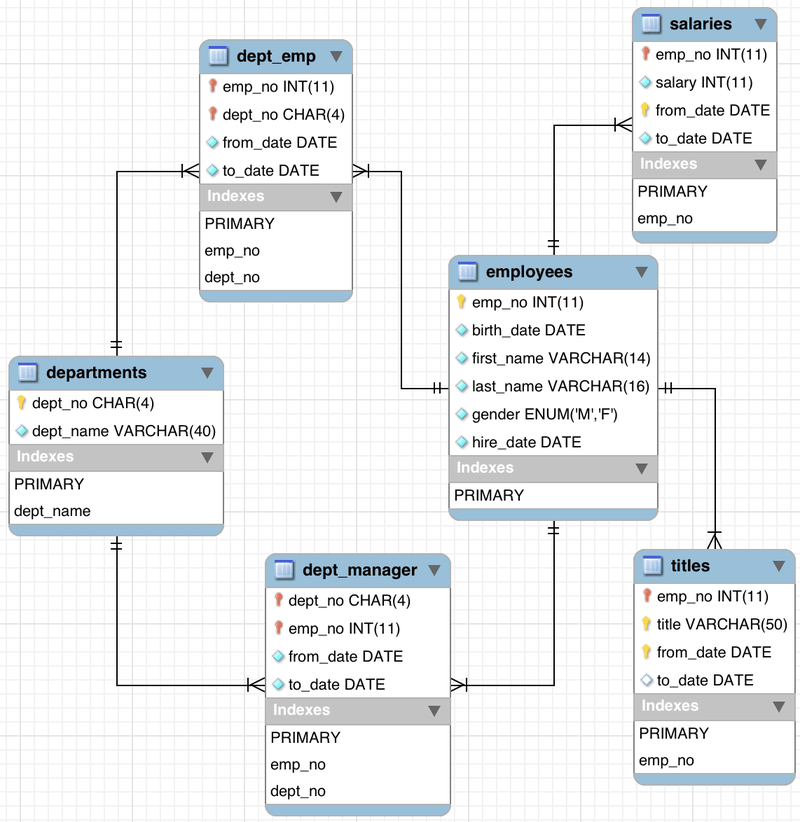 dept_emp
emp_no INT(11)
dept_no CHAR(4)
from_date DATE
to_date DATE
Indexes
PRIMARY
emp_no
dept_no
salaries
emp_no INT(11)
salary INT(11)
from_date DATE
to_date DATE
Indexes
PRIMARY
emp_no
employees
emp_no INT(11)
birth_date DATE
first_name VARCHAR(14)
last_name VARCHAR(16)
gender ENUM('M','F')
hire_date DATE
Indexes
PRIMARY
departments
dept_no CHAR(4)
dept_name VARCHAR(40)
Indexes
PRIMARY
dept_name
dept_manager
dept_no CHAR(4)
emp_no INT(11)
from_date DATE
to_date DATE
Indexes
PRIMARY
emp_no
dept_no
titles
emp_no INT(11)
title VARCHAR(50)
from_date DATE
to_date DATE
Indexes
PRIMARY
emp_no